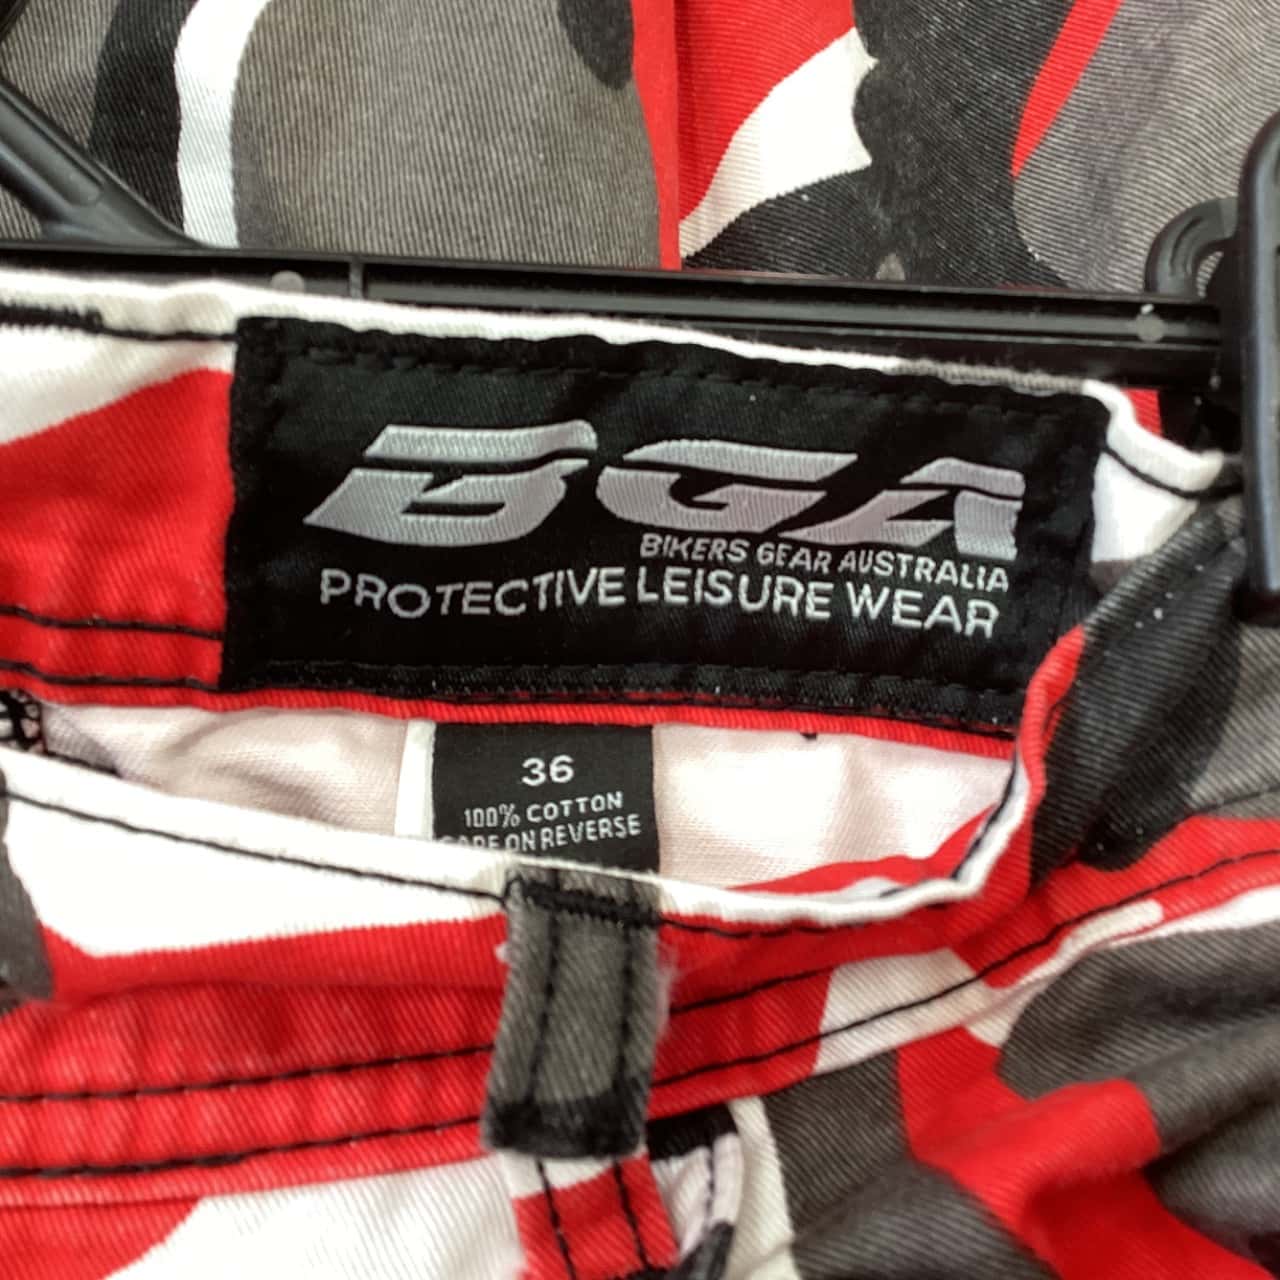 BGA
BIKERS GEAR AUSTRALIA
PROTECTIVE LEISURE WEAR
36
100% COTTON
CARE ON REVERSE